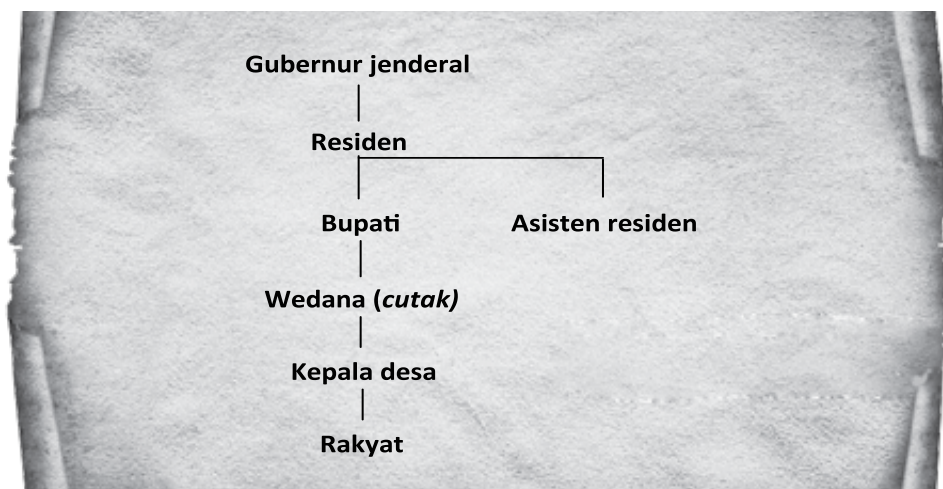 Gubernur jenderal
Residen
Bupati Asisten residen
Wedana (cutak)
Kepala desa
Rakyat